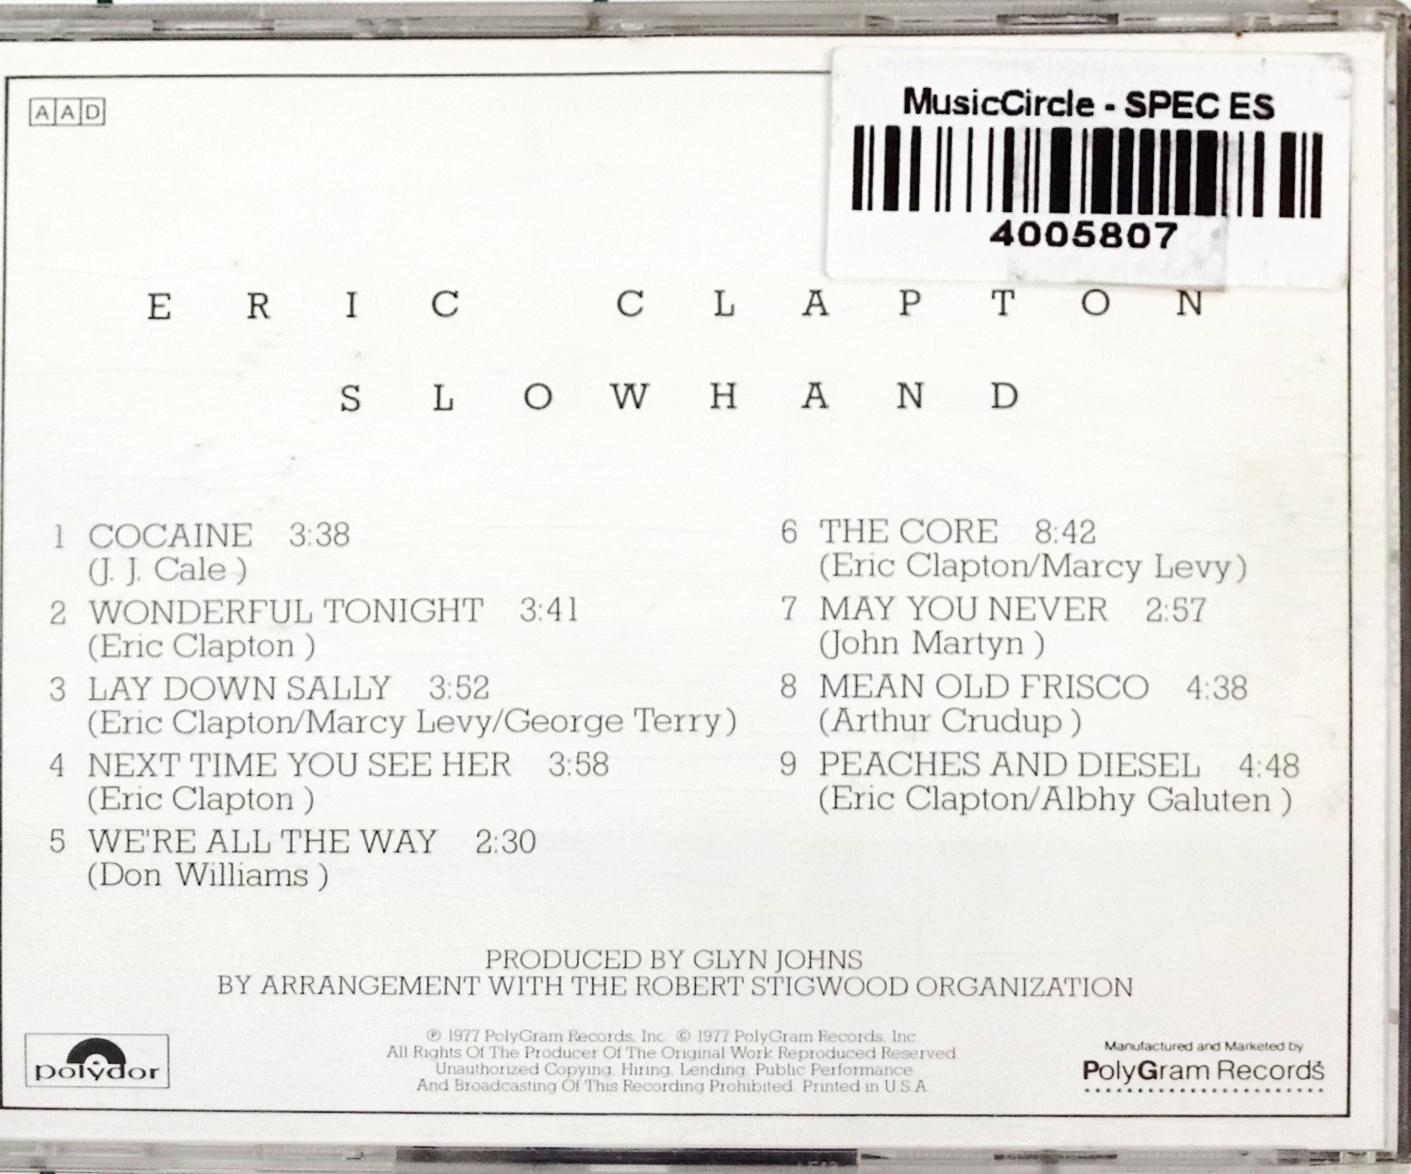 AAD
MusicCircle - SPEC ES
4005807
ERIC CLAPTON
SLOWHAND
1 COCAINE 3:38
(J. J. Cale )
2 WONDERFUL TONIGHT 3:41
(Eric Clapton )
3 LAY DOWN SALLY 3:52
(Eric Clapton/Marcy Levy/George Terry )
4 NEXT TIME YOU SEE HER 3:58
(Eric Clapton )
5 WE'RE ALL THE WAY 2:30
(Don Williams )
6 THE CORE 8:42
(Eric Clapton/Marcy Levy )
7 MAY YOU NEVER 2:57
(John Martyn )
8 MEAN OLD FRISCO 4:38
(Arthur Crudup )
9 PEACHES AND DIESEL 4:48
(Eric Clapton/Albhy Galuten )
PRODUCED BY GLYN JOHNS
BY ARRANGEMENT WITH THE ROBERT STIGWOOD ORGANIZATION
℗ 1977 PolyGram Records, Inc. © 1977 PolyGram Records, Inc.
All Rights Of The Producer Of The Original Work Reproduced Reserved
Unauthorized Copying, Hiring, Lending, Public Performance
And Broadcasting Of This Recording Prohibited. Printed in U.S.A.
polydor
Manufactured and Marketed by
PolyGram Records